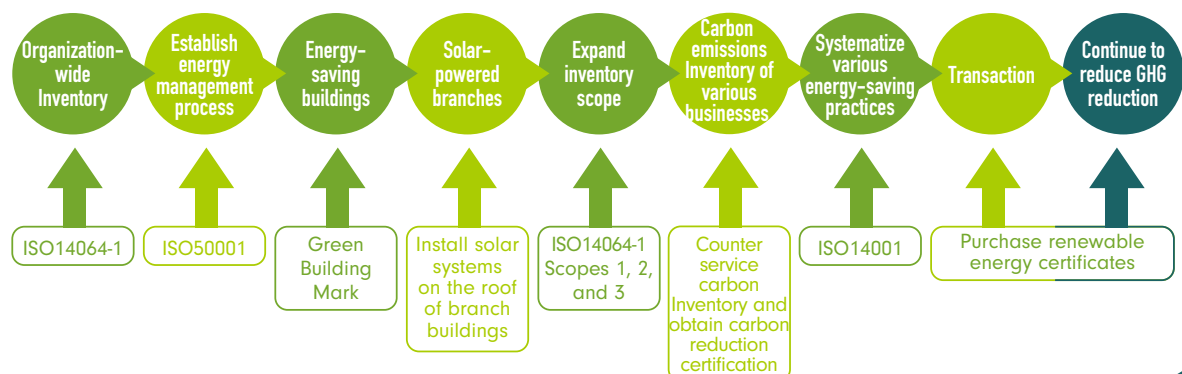 Organization-
wide
Inventory
Establish
energy
management
process
Energy-
saving
buildings
Solar-
powered
branches
Expand
inventory
scope
Carbon
emissions
Inventory of
various
businesses
Systematize
various
energy-saving
practices
Transaction
Continue to
reduce GHG
reduction
ISO14064-1
ISO50001
Green
Building
Mark
Install solar
systems
on the roof
of branch
buildings
ISO14064-1
Scopes 1, 2,
and 3
Counter
service
carbon
Inventory and
obtain carbon
reduction
certification
ISO14001
Purchase renewable
energy certificates